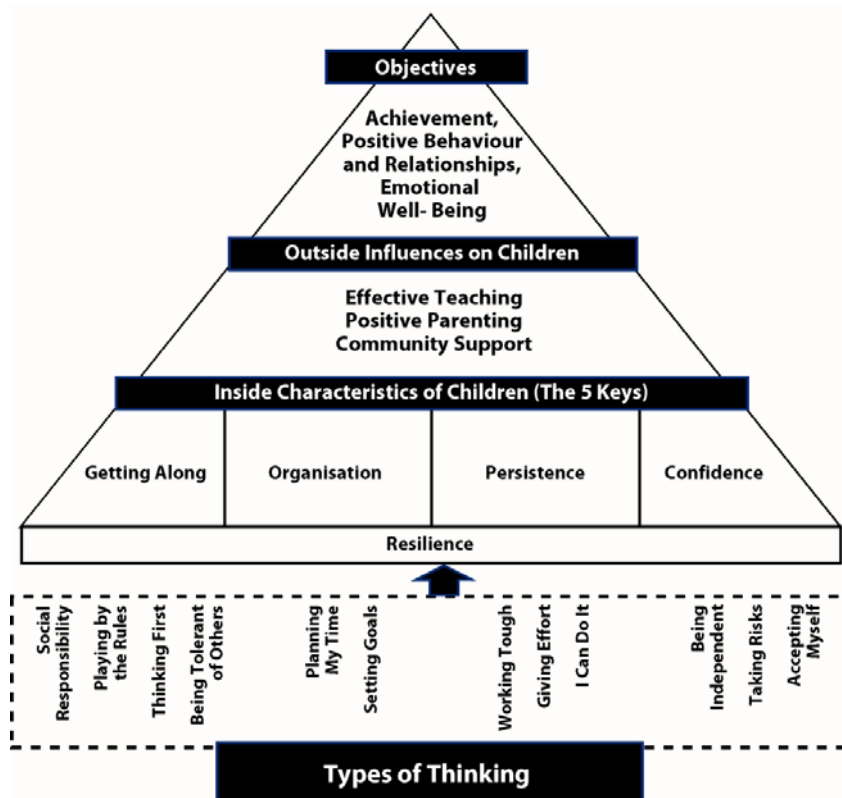 Objectives
Achievement,
Positive Behaviour
and Relationships,
Emotional
Well- Being
Outside Influences on Children
Effective Teaching
Positive Parenting
Community Support
Inside Characteristics of Children (The 5 Keys)
Getting Along
Organisation
Persistence
Confidence
Resilience
Social
Responsibility
Playing by
the Rules
Thinking First
Being Tolerant
of Others
Planning
My Time
Setting Goals
Working Tough
Giving Effort
I Can Do It
Being
Independent
Taking Risks
Accepting
Myself
Types of Thinking